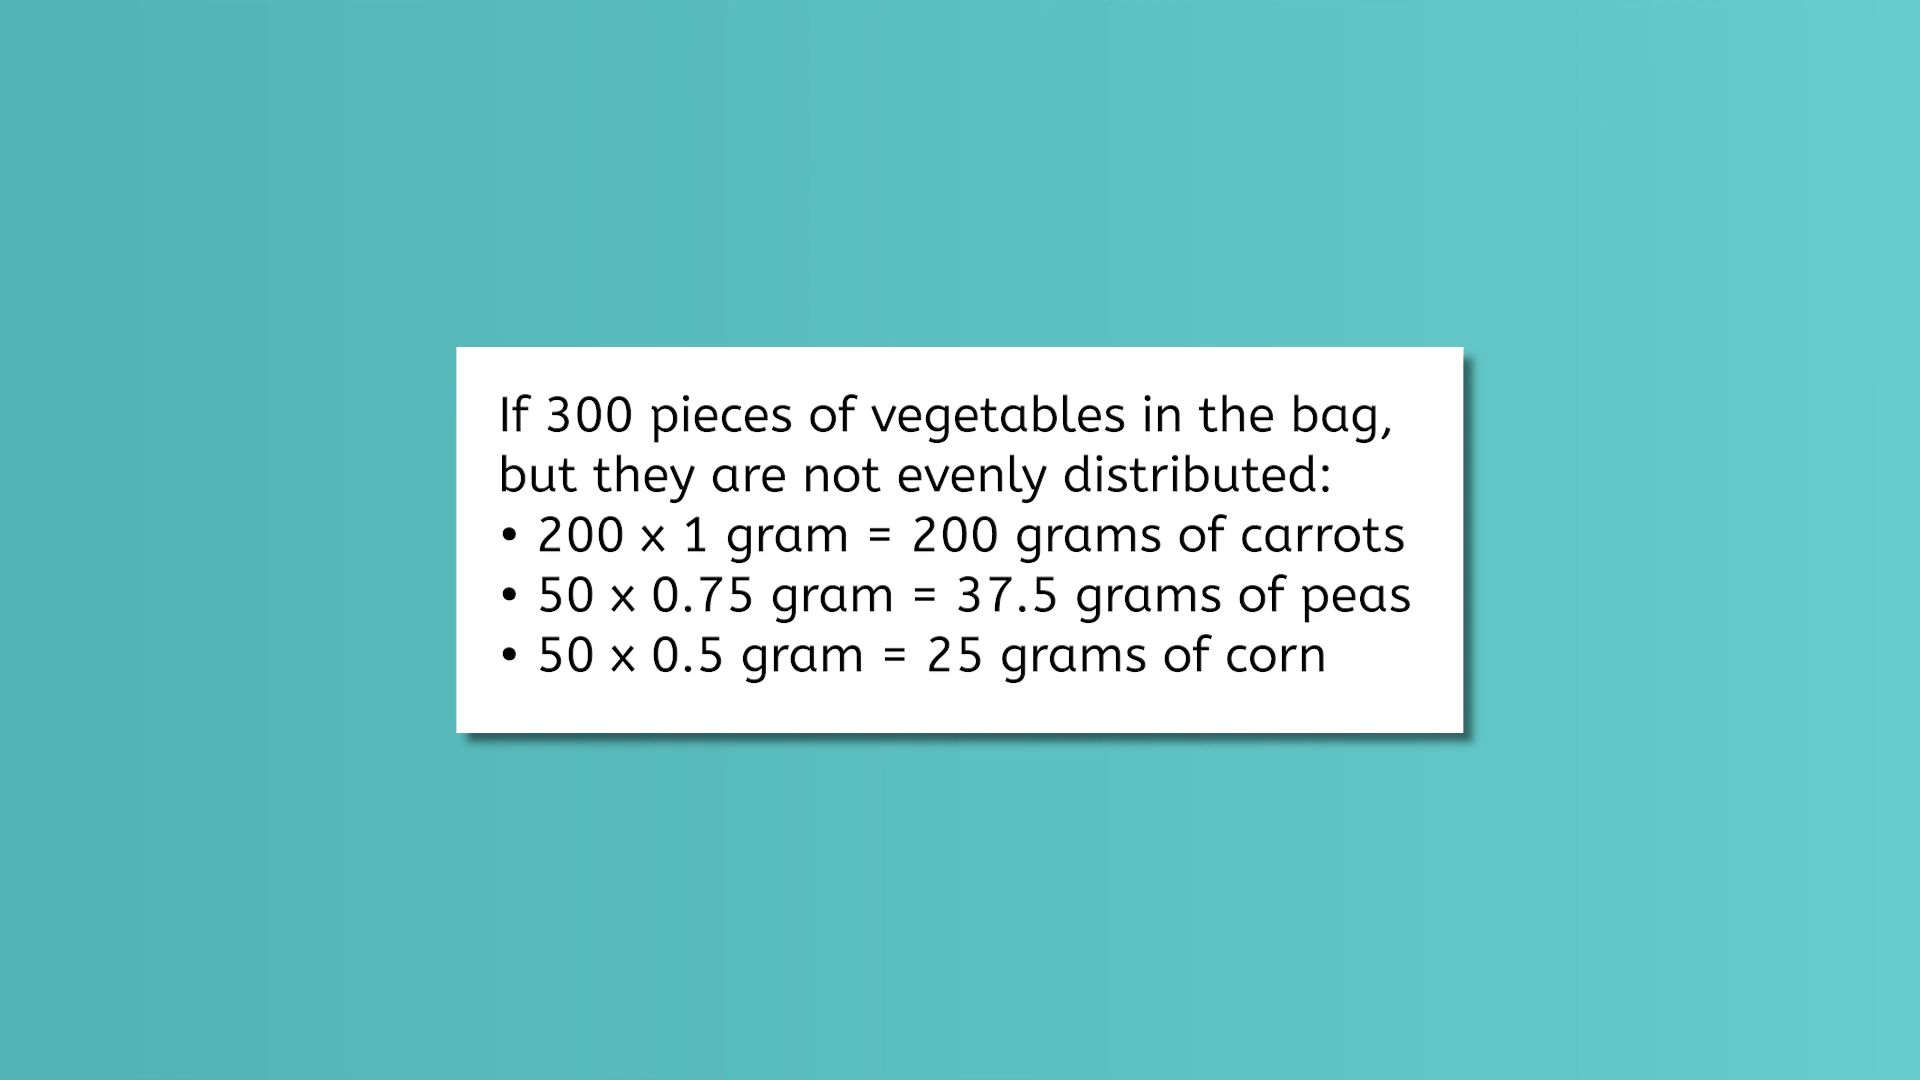 If 300 pieces of vegetables in the bag,
but they are not evenly distributed:
• 200 x 1 gram = 200 grams of carrots
• 50 x 0.75 gram = 37.5 grams of peas
• 50 x 0.5 gram = 25 grams of corn